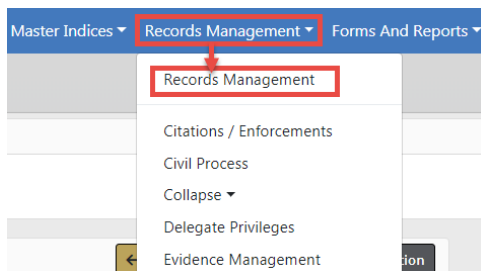 Master Indices Records Management Forms And Reports
Records Management
Citations / Enforcements
Civil Process
Collapse
Delegate Privileges
Evidence Management